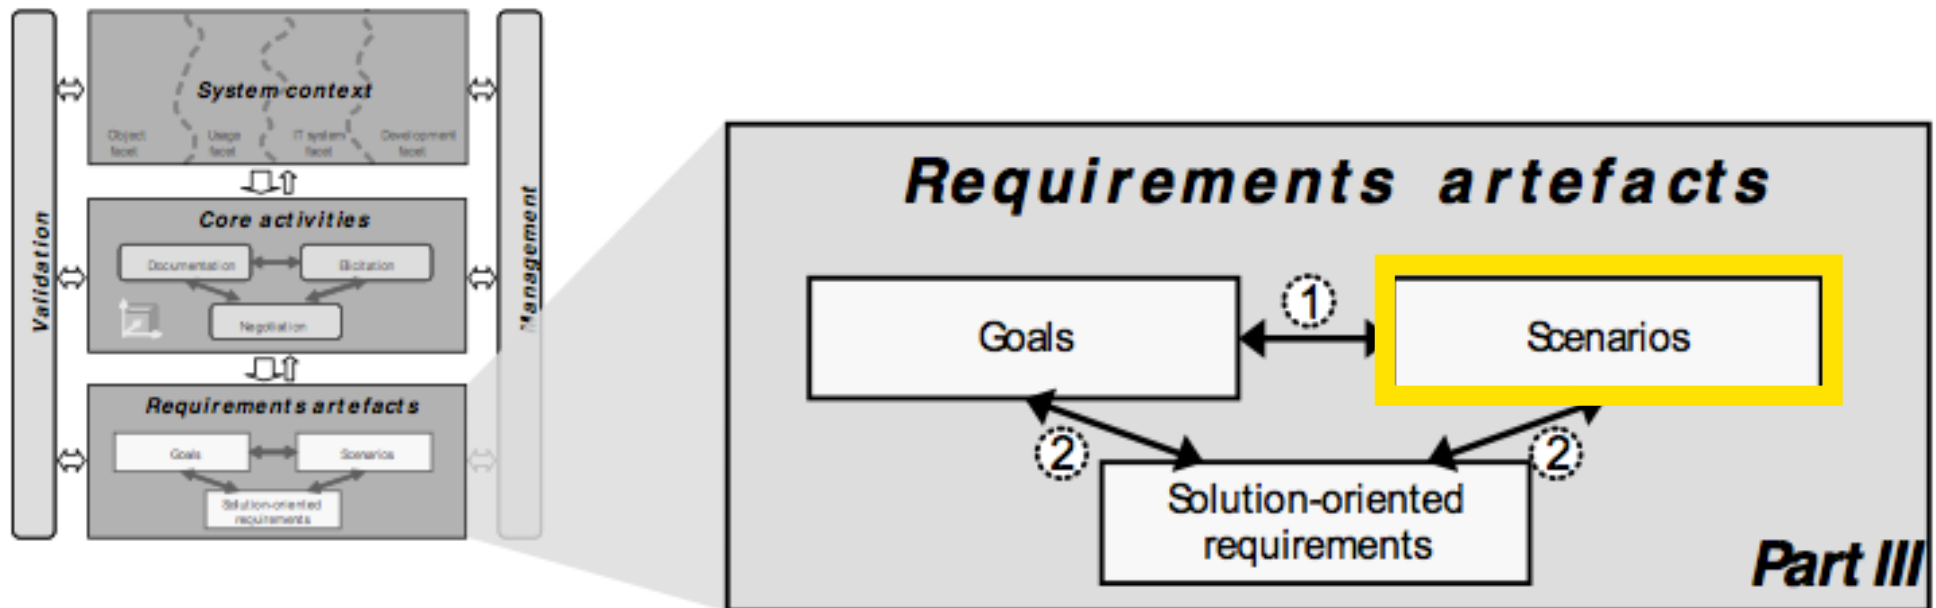 System context
Object
facet
Usage
facet
IT system
facet
Development
facet
Validation
Management
Core activities
Documentation
Elicitation
Negotiation
Requirements artefacts
Goals
Scenarios
Solution-oriented
requirements
Requirements artefacts
1
Goals
Scenarios
2
2
Solution-oriented
requirements
Part III